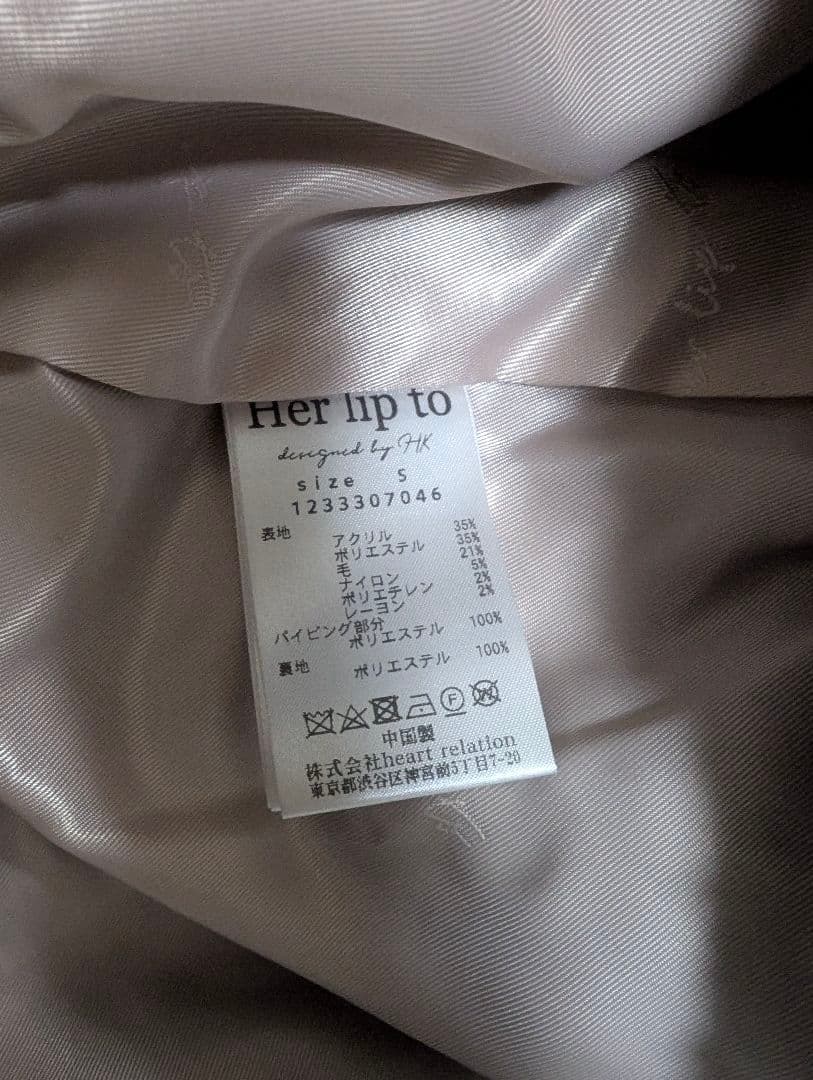 Her lip to
designed by HK
size S
1233307046
表地 アクリル 35%
ポリエステル 35%
毛 21%
ナイロン 5%
ポリエチレン 2%
レーヨン 2%
パイピング部分
ポリエステル 100%
裏地 ポリエステル 100%
F W
中国製
株式会社heart relation
東京都渋谷区神宮前5丁目7-20
lip